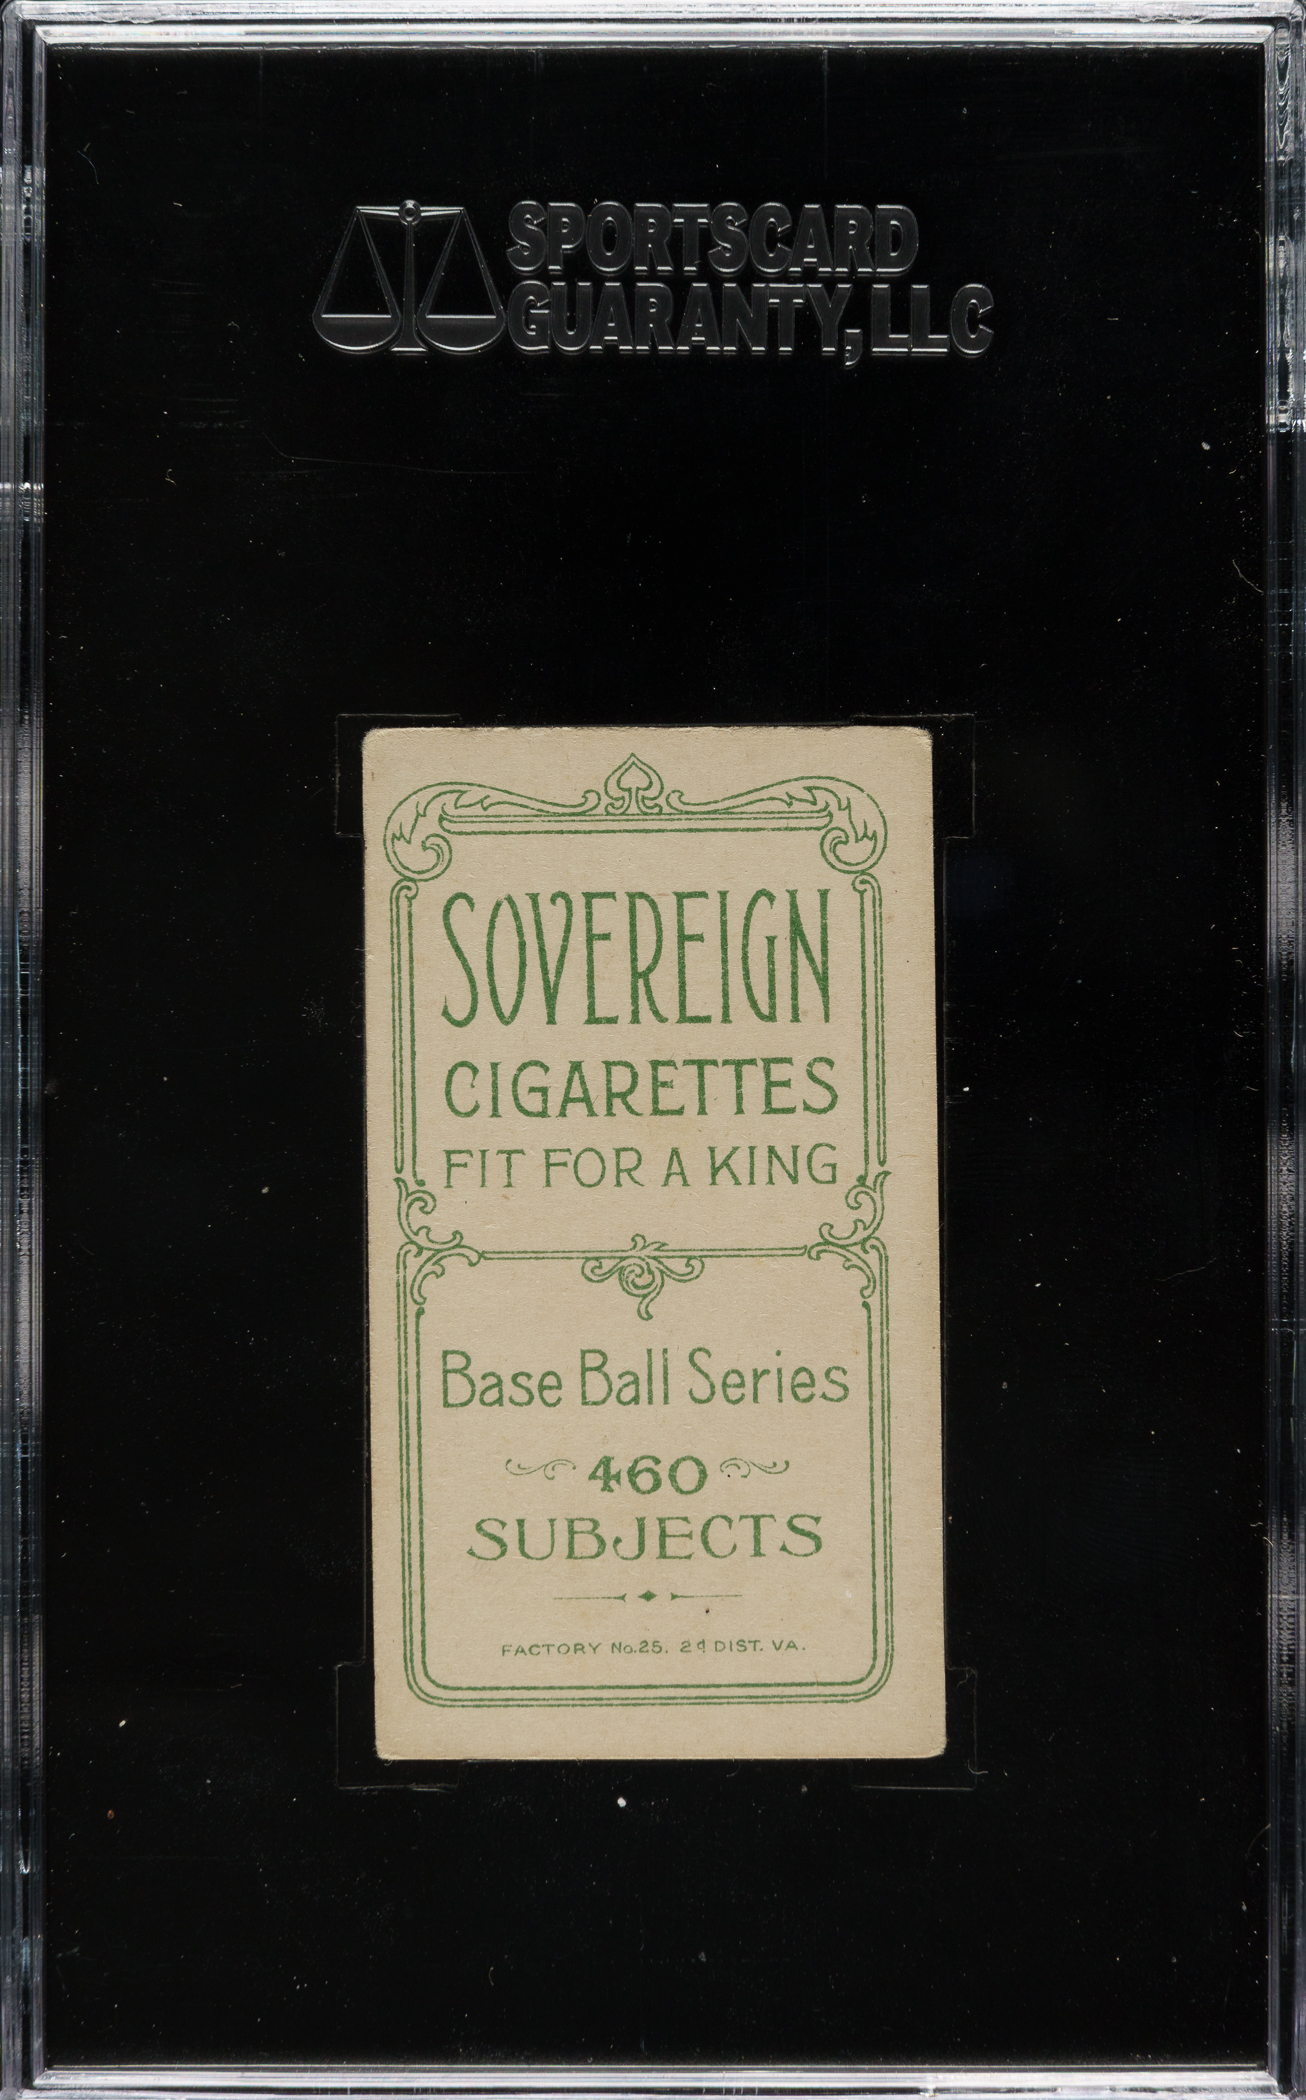 SPORTSCARD
GUARANTY, LLC
SOVEREIGN
CIGARETTES
FIT FOR A KING
Base Ball Series
460
SUBJECTS
FACTORY No. 25. 2d DIST. VA.